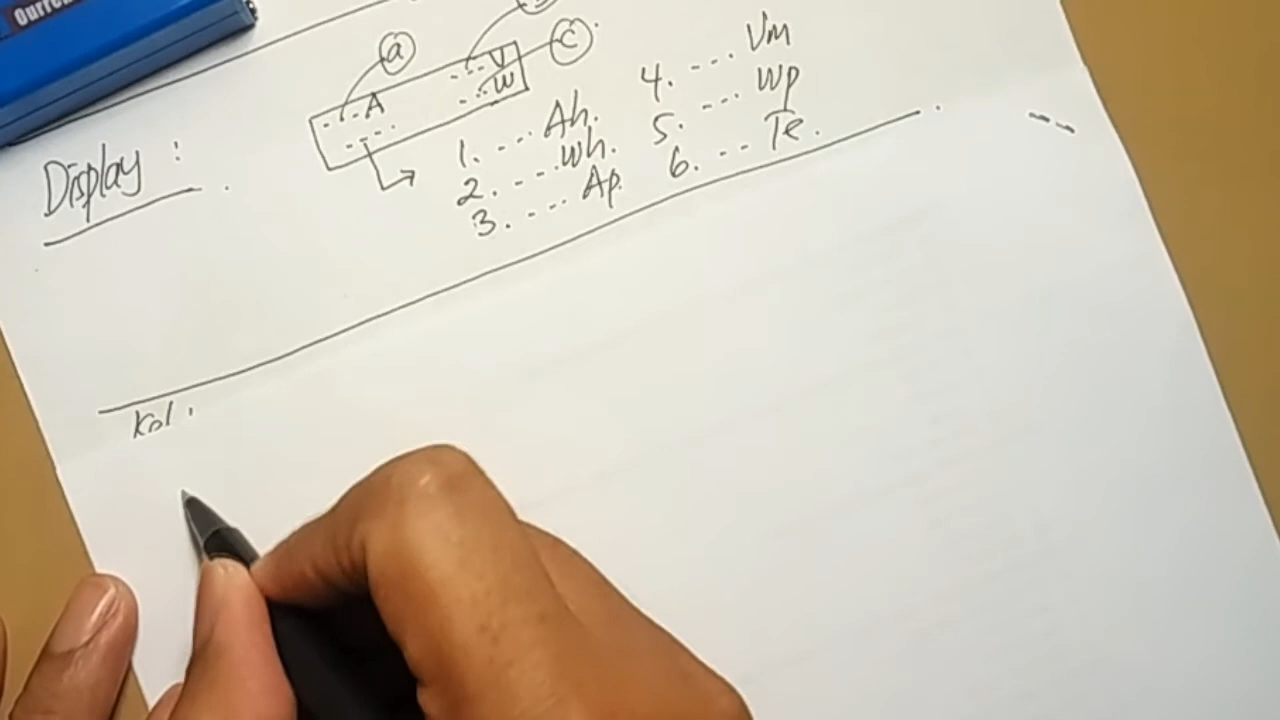 a
C
A V
W
Display :
1. ... Ah. 4. ... Vm
2. ... Wh. 5. ... Wp
3. ... Ap. 6. ... Te.
Kol.